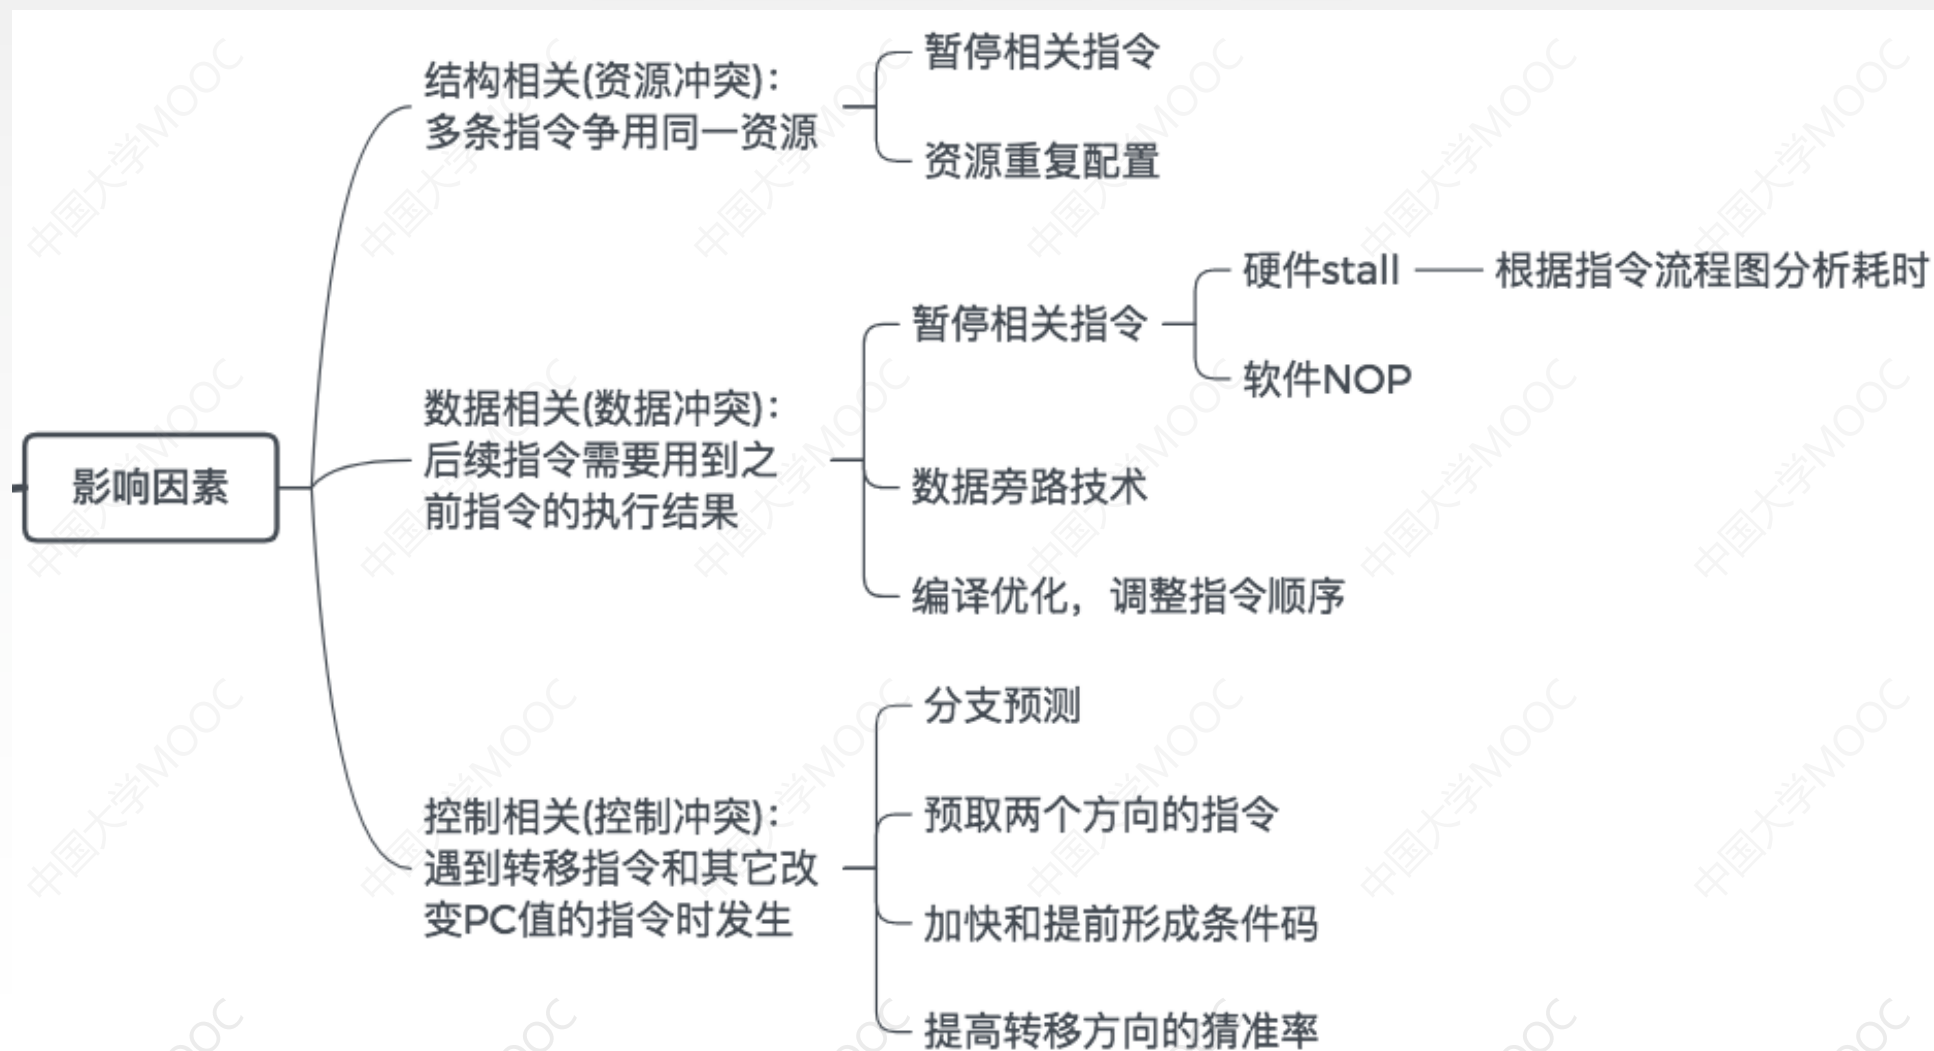 影响因素
结构相关(资源冲突)：
多条指令争用同一资源
暂停相关指令
资源重复配置
数据相关(数据冲突)：
后续指令需要用到之
前指令的执行结果
暂停相关指令
硬件stall
根据指令流程图分析耗时
软件NOP
数据旁路技术
编译优化，调整指令顺序
控制相关(控制冲突)：
遇到转移指令和其它改
变PC值的指令时发生
分支预测
预取两个方向的指令
加快和提前形成条件码
提高转移方向的猜准率
中国大学MOOC